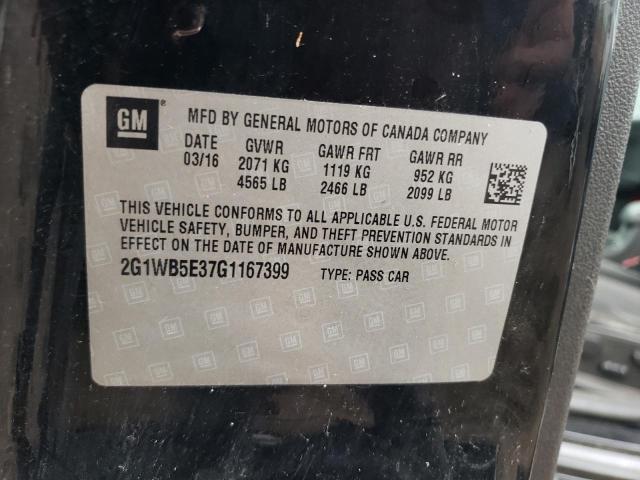 GM ®
MFD BY GENERAL MOTORS OF CANADA COMPANY
DATE GVWR GAWR FRT GAWR RR
03/16 2071 KG 1119 KG 952 KG
4565 LB 2466 LB 2099 LB
THIS VEHICLE CONFORMS TO ALL APPLICABLE U.S. FEDERAL MOTOR
VEHICLE SAFETY, BUMPER, AND THEFT PREVENTION STANDARDS IN
EFFECT ON THE DATE OF MANUFACTURE SHOWN ABOVE.
2G1WB5E37G1167399 TYPE: PASS CAR